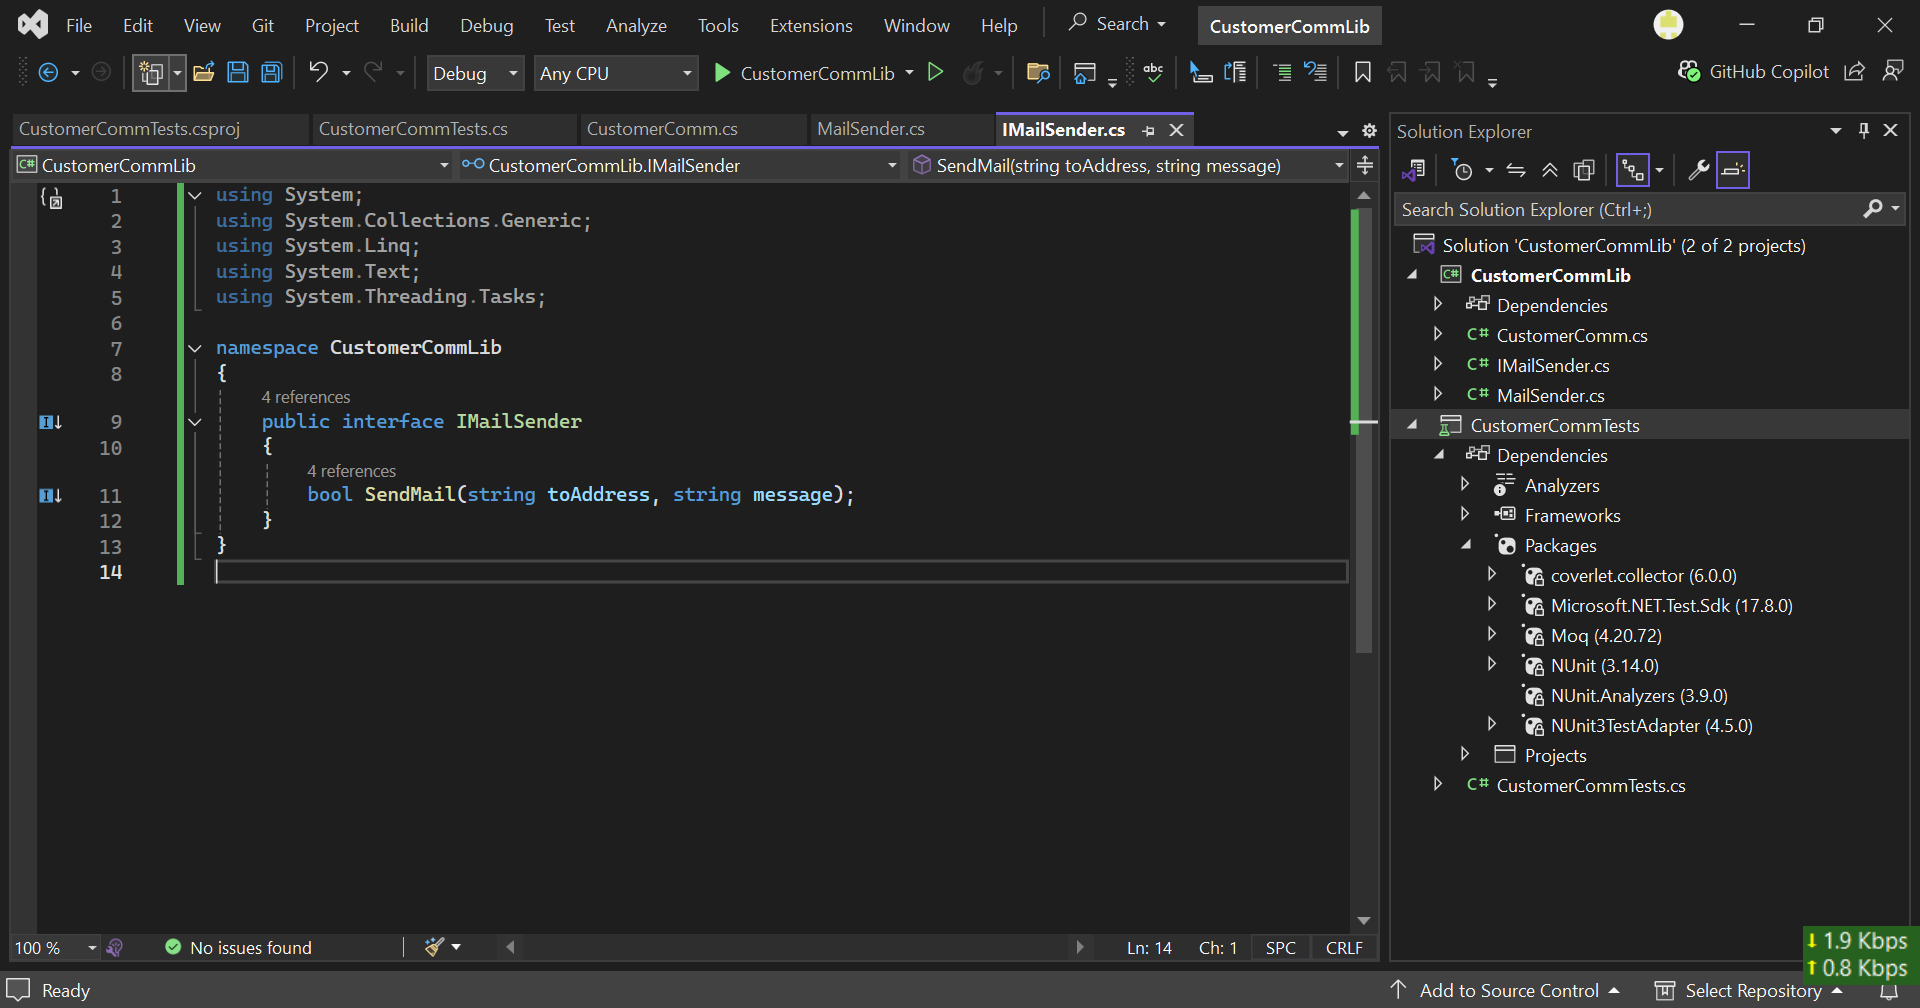 File Edit View Git Project Build Debug Test Analyze Tools Extensions Window Help Search CustomerCommLib
Debug Any CPU CustomerCommLib abc GitHub Copilot
CustomerCommTests.csproj CustomerCommTests.cs CustomerComm.cs MailSender.cs IMailSender.cs
C# CustomerCommLib CustomerCommLib.IMailSender SendMail(string toAddress, string message)
1 using System;
2 using System.Collections.Generic;
3 using System.Linq;
4 using System.Text;
5 using System.Threading.Tasks;
6
7 namespace CustomerCommLib
8 {
4 references
9 public interface IMailSender
10 {
4 references
11 bool SendMail(string toAddress, string message);
12 }
13 }
14
100 % No issues found Ln: 14 Ch: 1 SPC CRLF
Solution Explorer
Search Solution Explorer (Ctrl+;)
Solution 'CustomerCommLib' (2 of 2 projects)
C# CustomerCommLib
Dependencies
C# CustomerComm.cs
C# IMailSender.cs
C# MailSender.cs
CustomerCommTests
Dependencies
Analyzers
Frameworks
Packages
coverlet.collector (6.0.0)
Microsoft.NET.Test.Sdk (17.8.0)
Moq (4.20.72)
NUnit (3.14.0)
NUnit.Analyzers (3.9.0)
NUnit3TestAdapter (4.5.0)
Projects
C# CustomerCommTests.cs
1.9 Kbps
0.8 Kbps
Ready Add to Source Control Select Repository